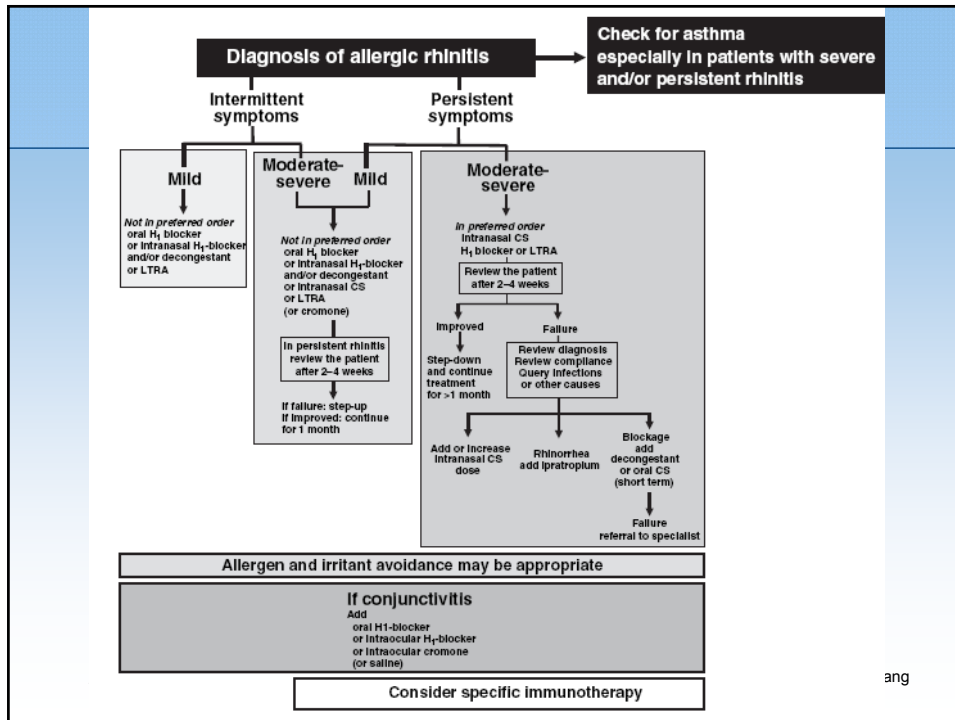 Diagnosis of allergic rhinitis
Check for asthma
especially in patients with severe
and/or persistent rhinitis
Intermittent
symptoms
Persistent
symptoms
Mild
Not in preferred order
oral H1 blocker
or intranasal H1-blocker
and/or decongestant
or LTRA
Moderate-
severe
Mild
Not in preferred order
oral H1 blocker
or intranasal H1-blocker
and/or decongestant
or intranasal CS
or LTRA
(or cromone)
In persistent rhinitis
review the patient
after 2–4 weeks
If failure: step-up
If improved: continue
for 1 month
Moderate-
severe
In preferred order
intranasal CS
H1 blocker or LTRA
Review the patient
after 2–4 weeks
Improved
Step-down
and continue
treatment
for >1 month
Failure
Review diagnosis
Review compliance
Query infections
or other causes
Add or increase
intranasal CS
dose
Rhinorrhea
add ipratropium
Blockage
add
decongestant
or oral CS
(short term)
Failure
referral to specialist
Allergen and irritant avoidance may be appropriate
If conjunctivitis
Add
oral H1-blocker
or intraocular H1-blocker
or intraocular cromone
(or saline)
Consider specific immunotherapy
ang